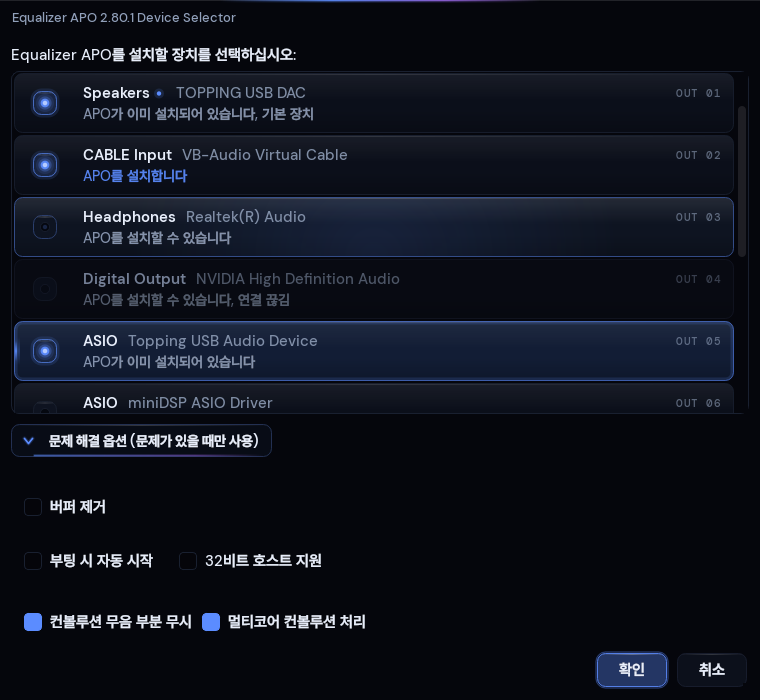 Equalizer APO 2.80.1 Device Selector
Equalizer APO를 설치할 장치를 선택하십시오:
Speakers TOPPING USB DAC OUT 01
APO가 이미 설치되어 있습니다, 기본 장치
CABLE Input VB-Audio Virtual Cable OUT 02
APO를 설치합니다
Headphones Realtek(R) Audio OUT 03
APO를 설치할 수 있습니다
Digital Output NVIDIA High Definition Audio OUT 04
APO를 설치할 수 있습니다, 연결 끊김
ASIO Topping USB Audio Device OUT 05
APO가 이미 설치되어 있습니다
ASIO miniDSP ASIO Driver OUT 06
문제 해결 옵션 (문제가 있을 때만 사용)
버퍼 제거
부팅 시 자동 시작 32비트 호스트 지원
컨볼루션 무음 부분 무시 멀티코어 컨볼루션 처리
확인 취소